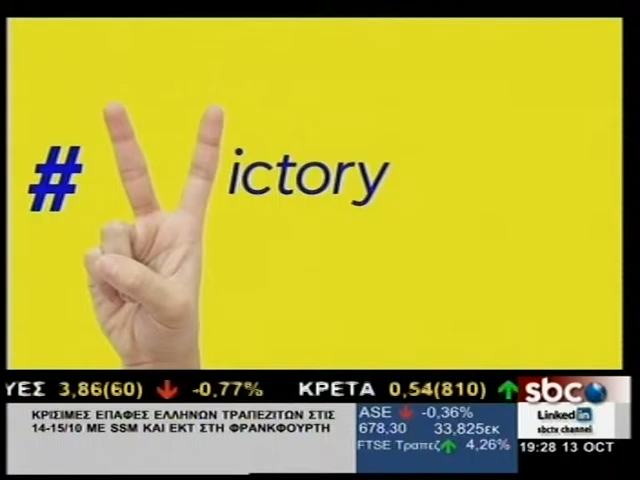 #
ictory
ΥΕΣ 3,86(60) -0,77% ΚΡΕΤΑ 0,54(810)
sbc
ΚΡΙΣΙΜΕΣ ΕΠΑΦΕΣ ΕΛΛΗΝΩΝ ΤΡΑΠΕΖΙΤΩΝ ΣΤΙΣ
14-15/10 ΜΕ SSM ΚΑΙ ΕΚΤ ΣΤΗ ΦΡΑΝΚΦΟΥΡΤΗ
ASE -0,36%
678,30 33,825εκ
FTSE Τραπεζ 4,26%
Linked in
sbctv channel
19:28 13 OCT